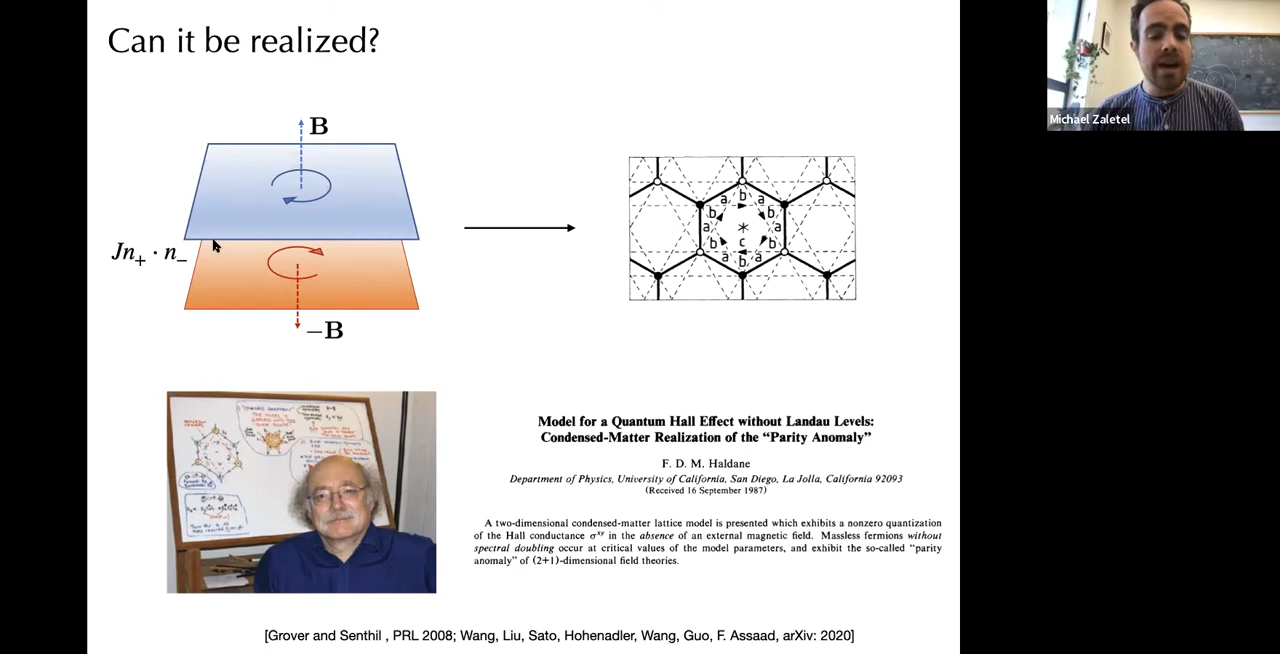 Can it be realized?
Michael Zaletel
B
Jn₊ · n₋
−B
b
a a
b b
a a
b b
c
a b a
Model for a Quantum Hall Effect without Landau Levels:
Condensed-Matter Realization of the “Parity Anomaly”
F. D. M. Haldane
Department of Physics, University of California, San Diego, La Jolla, California 92093
(Received 16 September 1987)
A two-dimensional condensed-matter lattice model is presented which exhibits a nonzero quantization
of the Hall conductance σˣʸ in the absence of an external magnetic field. Massless fermions without
spectral doubling occur at critical values of the model parameters, and exhibit the so-called “parity
anomaly” of (2+1)-dimensional field theories.
[Grover and Senthil , PRL 2008; Wang, Liu, Sato, Hohenadler, Wang, Guo, F. Assaad, arXiv: 2020]